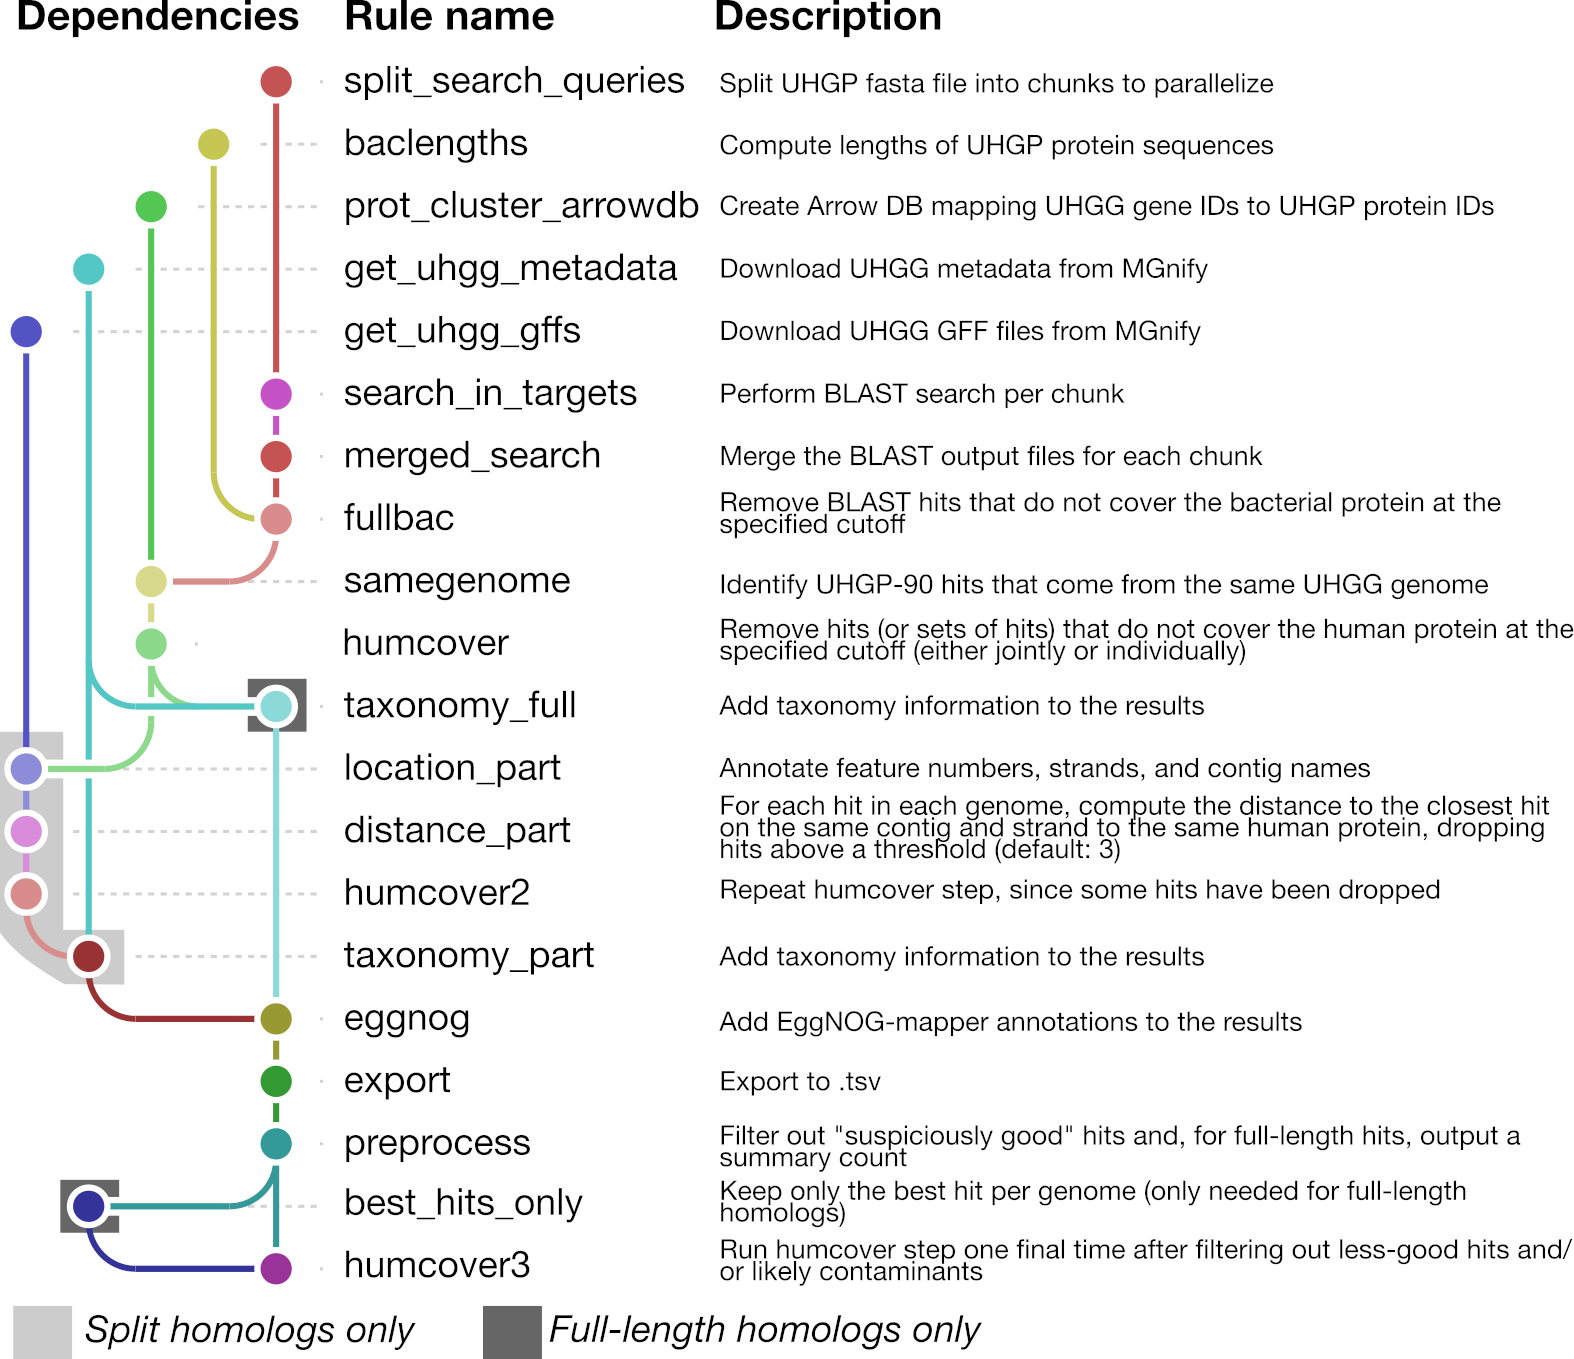 Dependencies Rule name Description
split_search_queries Split UHGP fasta file into chunks to parallelize
baclengths Compute lengths of UHGP protein sequences
prot_cluster_arrowdb Create Arrow DB mapping UHGG gene IDs to UHGP protein IDs
get_uhgg_metadata Download UHGG metadata from MGnify
get_uhgg_gffs Download UHGG GFF files from MGnify
search_in_targets Perform BLAST search per chunk
merged_search Merge the BLAST output files for each chunk
fullbac Remove BLAST hits that do not cover the bacterial protein at the
specified cutoff
samegenome Identify UHGP-90 hits that come from the same UHGG genome
humcover Remove hits (or sets of hits) that do not cover the human protein at the
specified cutoff (either jointly or individually)
taxonomy_full Add taxonomy information to the results
location_part Annotate feature numbers, strands, and contig names
distance_part For each hit in each genome, compute the distance to the closest hit
on the same contig and strand to the same human protein, dropping
hits above a threshold (default: 3)
humcover2 Repeat humcover step, since some hits have been dropped
taxonomy_part Add taxonomy information to the results
eggnog Add EggNOG-mapper annotations to the results
export Export to .tsv
preprocess Filter out "suspiciously good" hits and, for full-length hits, output a
summary count
best_hits_only Keep only the best hit per genome (only needed for full-length
homologs)
humcover3 Run humcover step one final time after filtering out less-good hits and/
or likely contaminants
Split homologs only Full-length homologs only